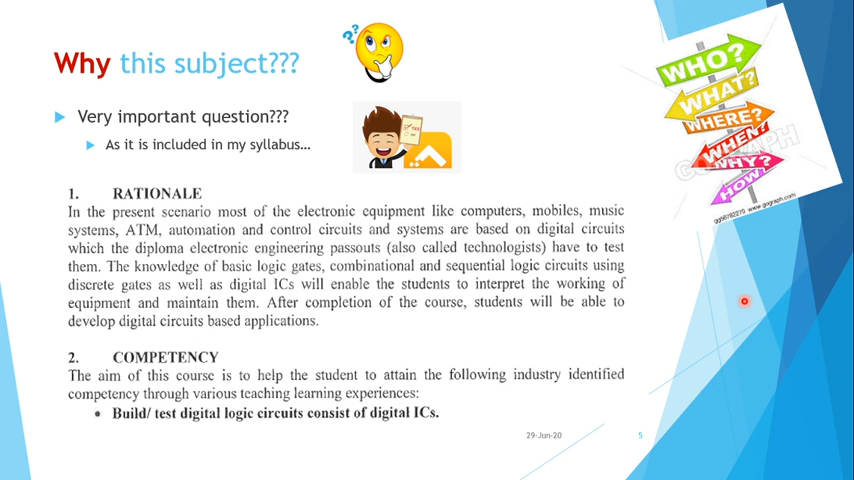 Why this subject???
??
Very important question???
As it is included in my syllabus…
YES
WHO?
WHAT?
WHERE?
WHEN?
WHY?
HOW?
gg66762270 www.gograph.com
1. RATIONALE
In the present scenario most of the electronic equipment like computers, mobiles, music
systems, ATM, automation and control circuits and systems are based on digital circuits
which the diploma electronic engineering passouts (also called technologists) have to test
them. The knowledge of basic logic gates, combinational and sequential logic circuits using
discrete gates as well as digital ICs will enable the students to interpret the working of
equipment and maintain them. After completion of the course, students will be able to
develop digital circuits based applications.
2. COMPETENCY
The aim of this course is to help the student to attain the following industry identified
competency through various teaching learning experiences:
• Build/ test digital logic circuits consist of digital ICs.
29-Jun-20
5